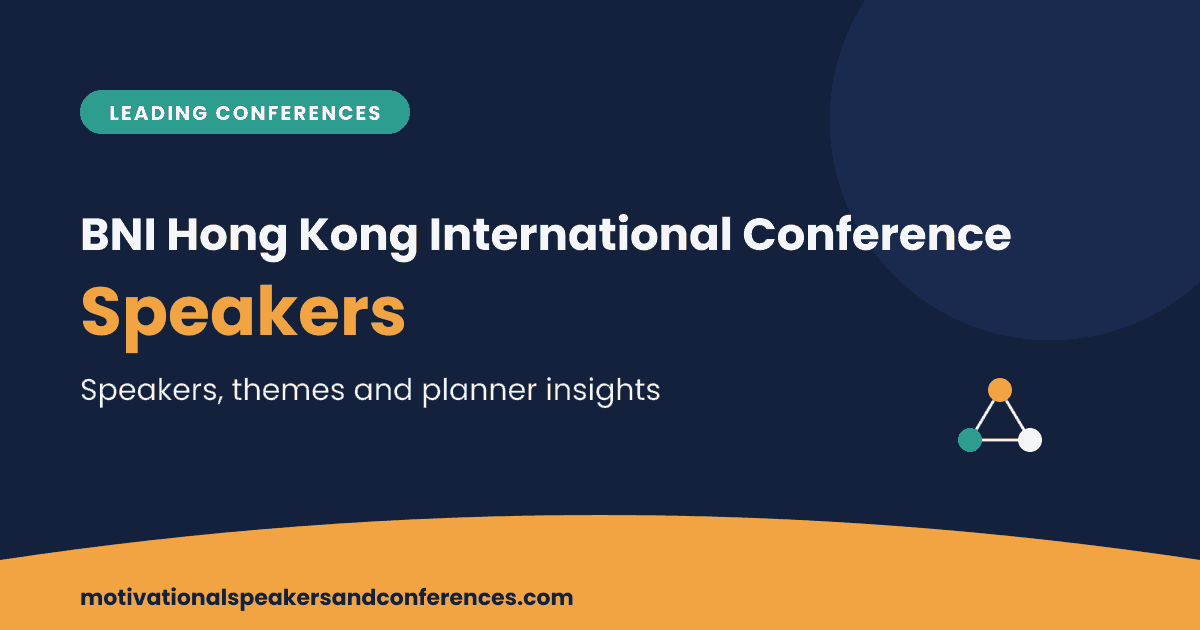 LEADING CONFERENCES
BNI Hong Kong International Conference
Speakers
Speakers, themes and planner insights
motivationalspeakersandconferences.com